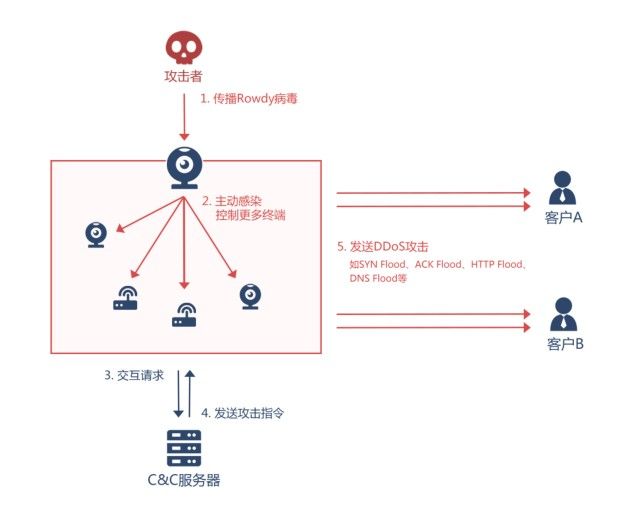 攻击者
1. 传播Rowdy病毒
2. 主动感染
控制更多终端
客户A
5. 发送DDoS攻击
如SYN Flood、ACK Flood、HTTP Flood、
DNS Flood等
客户B
3. 交互请求
4. 发送攻击指令
C&C服务器